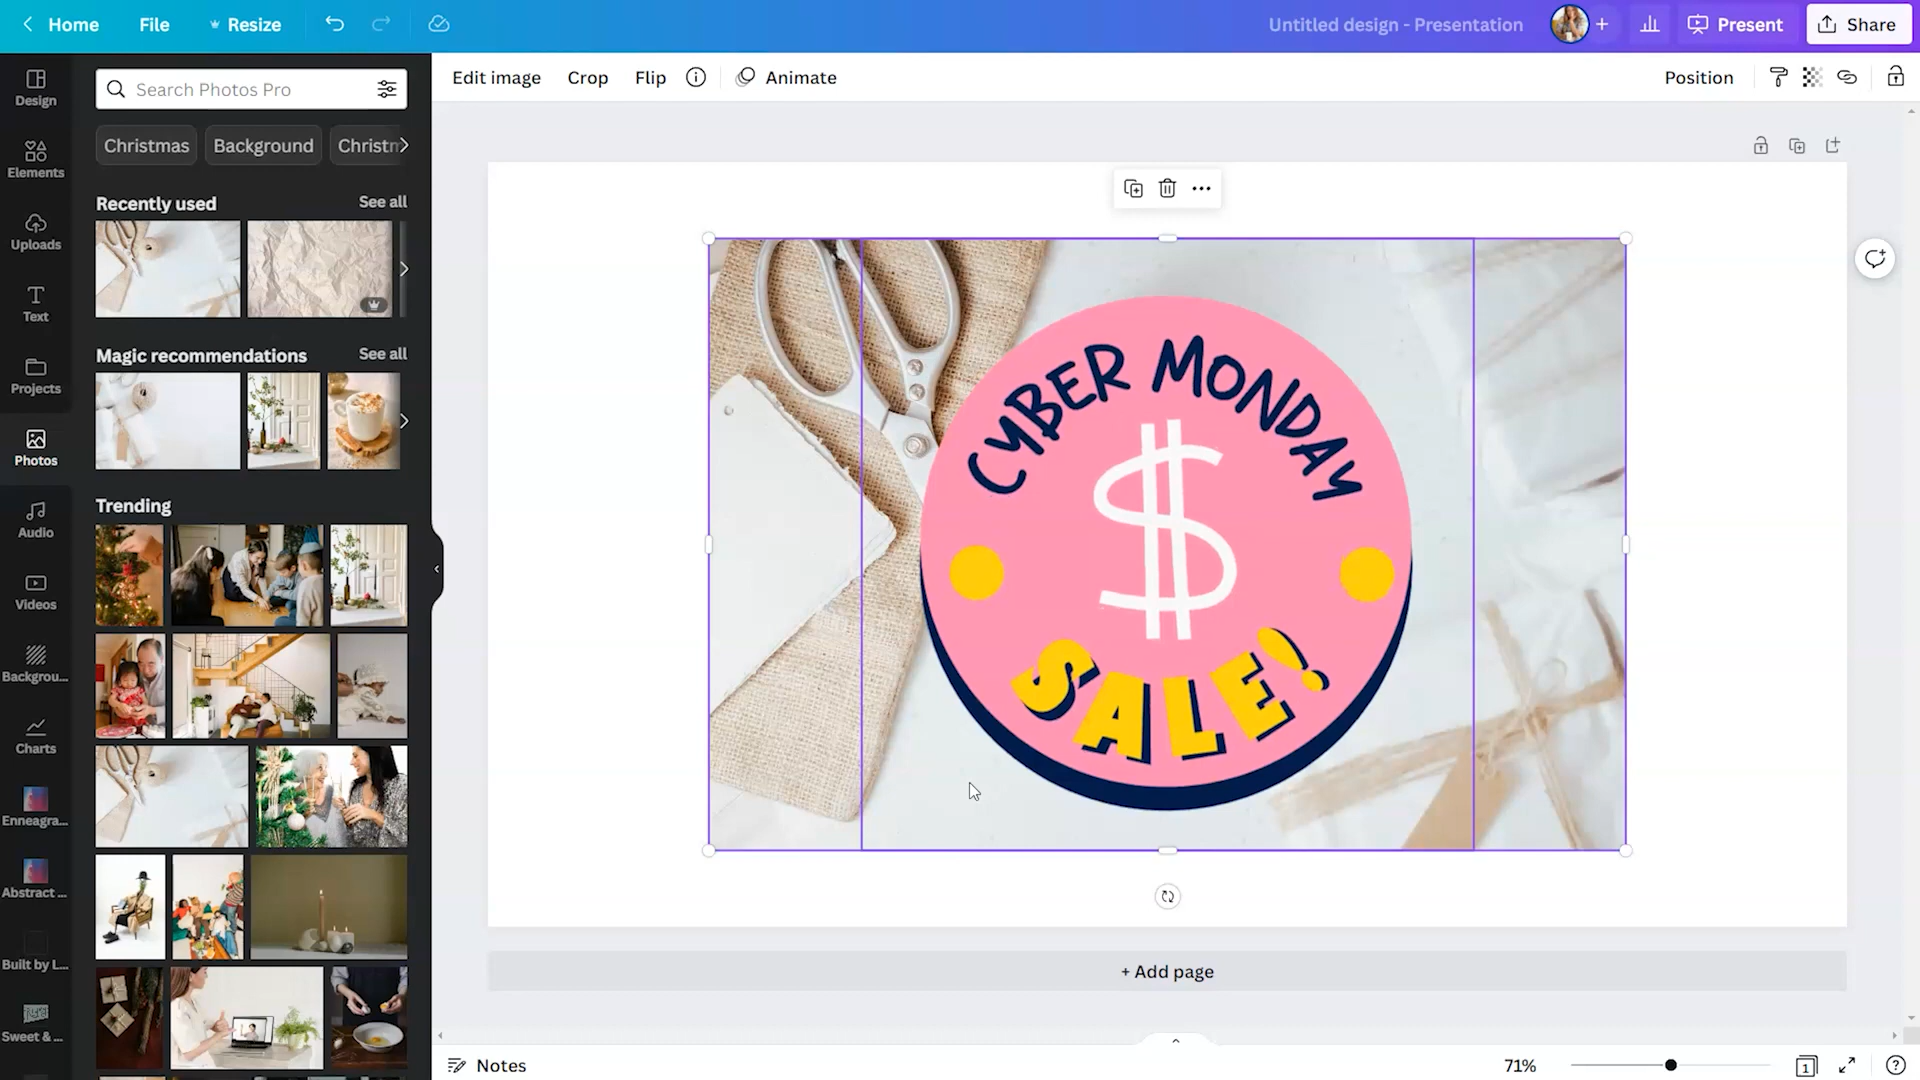 Home
File
Resize
Untitled design - Presentation
Present
Share
Design
Elements
Uploads
Text
Projects
Photos
Audio
Videos
Backgrou...
Charts
Enneagra...
Abstract ...
Built by L...
Sweet & ...
Search Photos Pro
Christmas
Background
Christn
Recently used
See all
Magic recommendations
See all
Trending
Edit image
Crop
Flip
Animate
Position
CYBER MONDAY
$
SALE!
+ Add page
Notes
71%
1